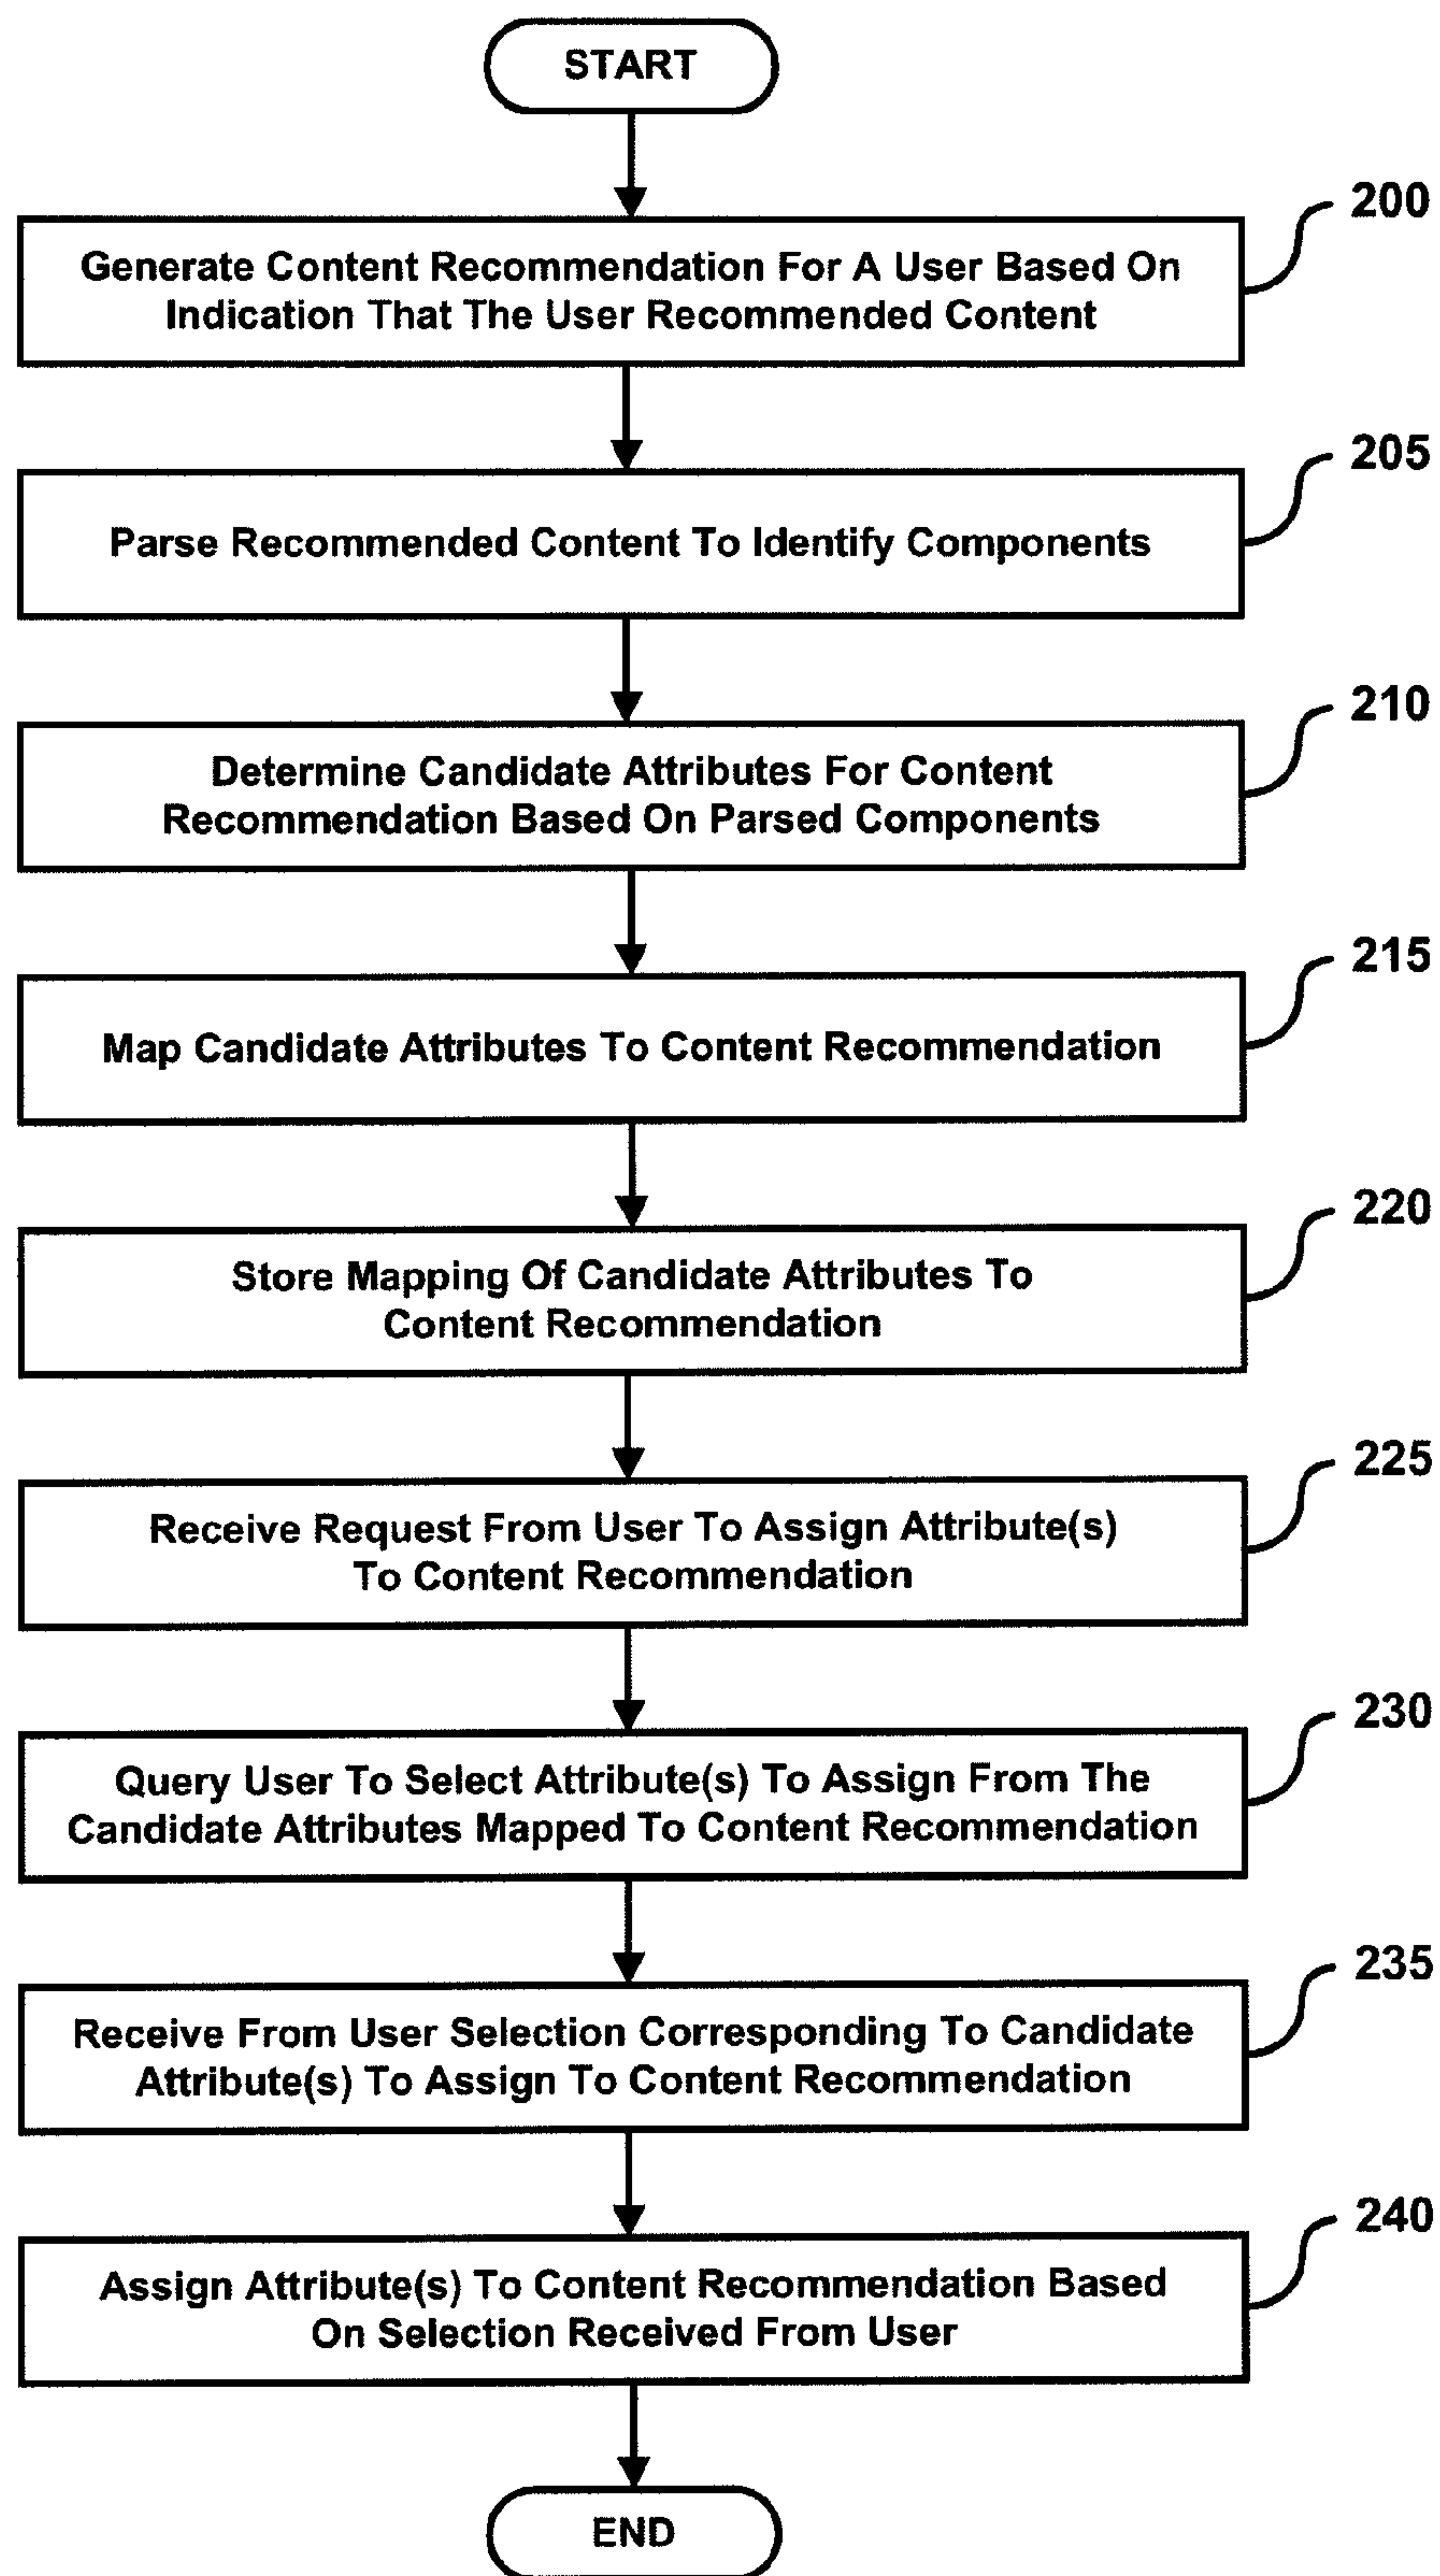 START
200
Generate Content Recommendation For A User Based On
Indication That The User Recommended Content
205
Parse Recommended Content To Identify Components
210
Determine Candidate Attributes For Content
Recommendation Based On Parsed Components
215
Map Candidate Attributes To Content Recommendation
220
Store Mapping Of Candidate Attributes To
Content Recommendation
225
Receive Request From User To Assign Attribute(s)
To Content Recommendation
230
Query User To Select Attribute(s) To Assign From The
Candidate Attributes Mapped To Content Recommendation
235
Receive From User Selection Corresponding To Candidate
Attribute(s) To Assign To Content Recommendation
240
Assign Attribute(s) To Content Recommendation Based
On Selection Received From User
END